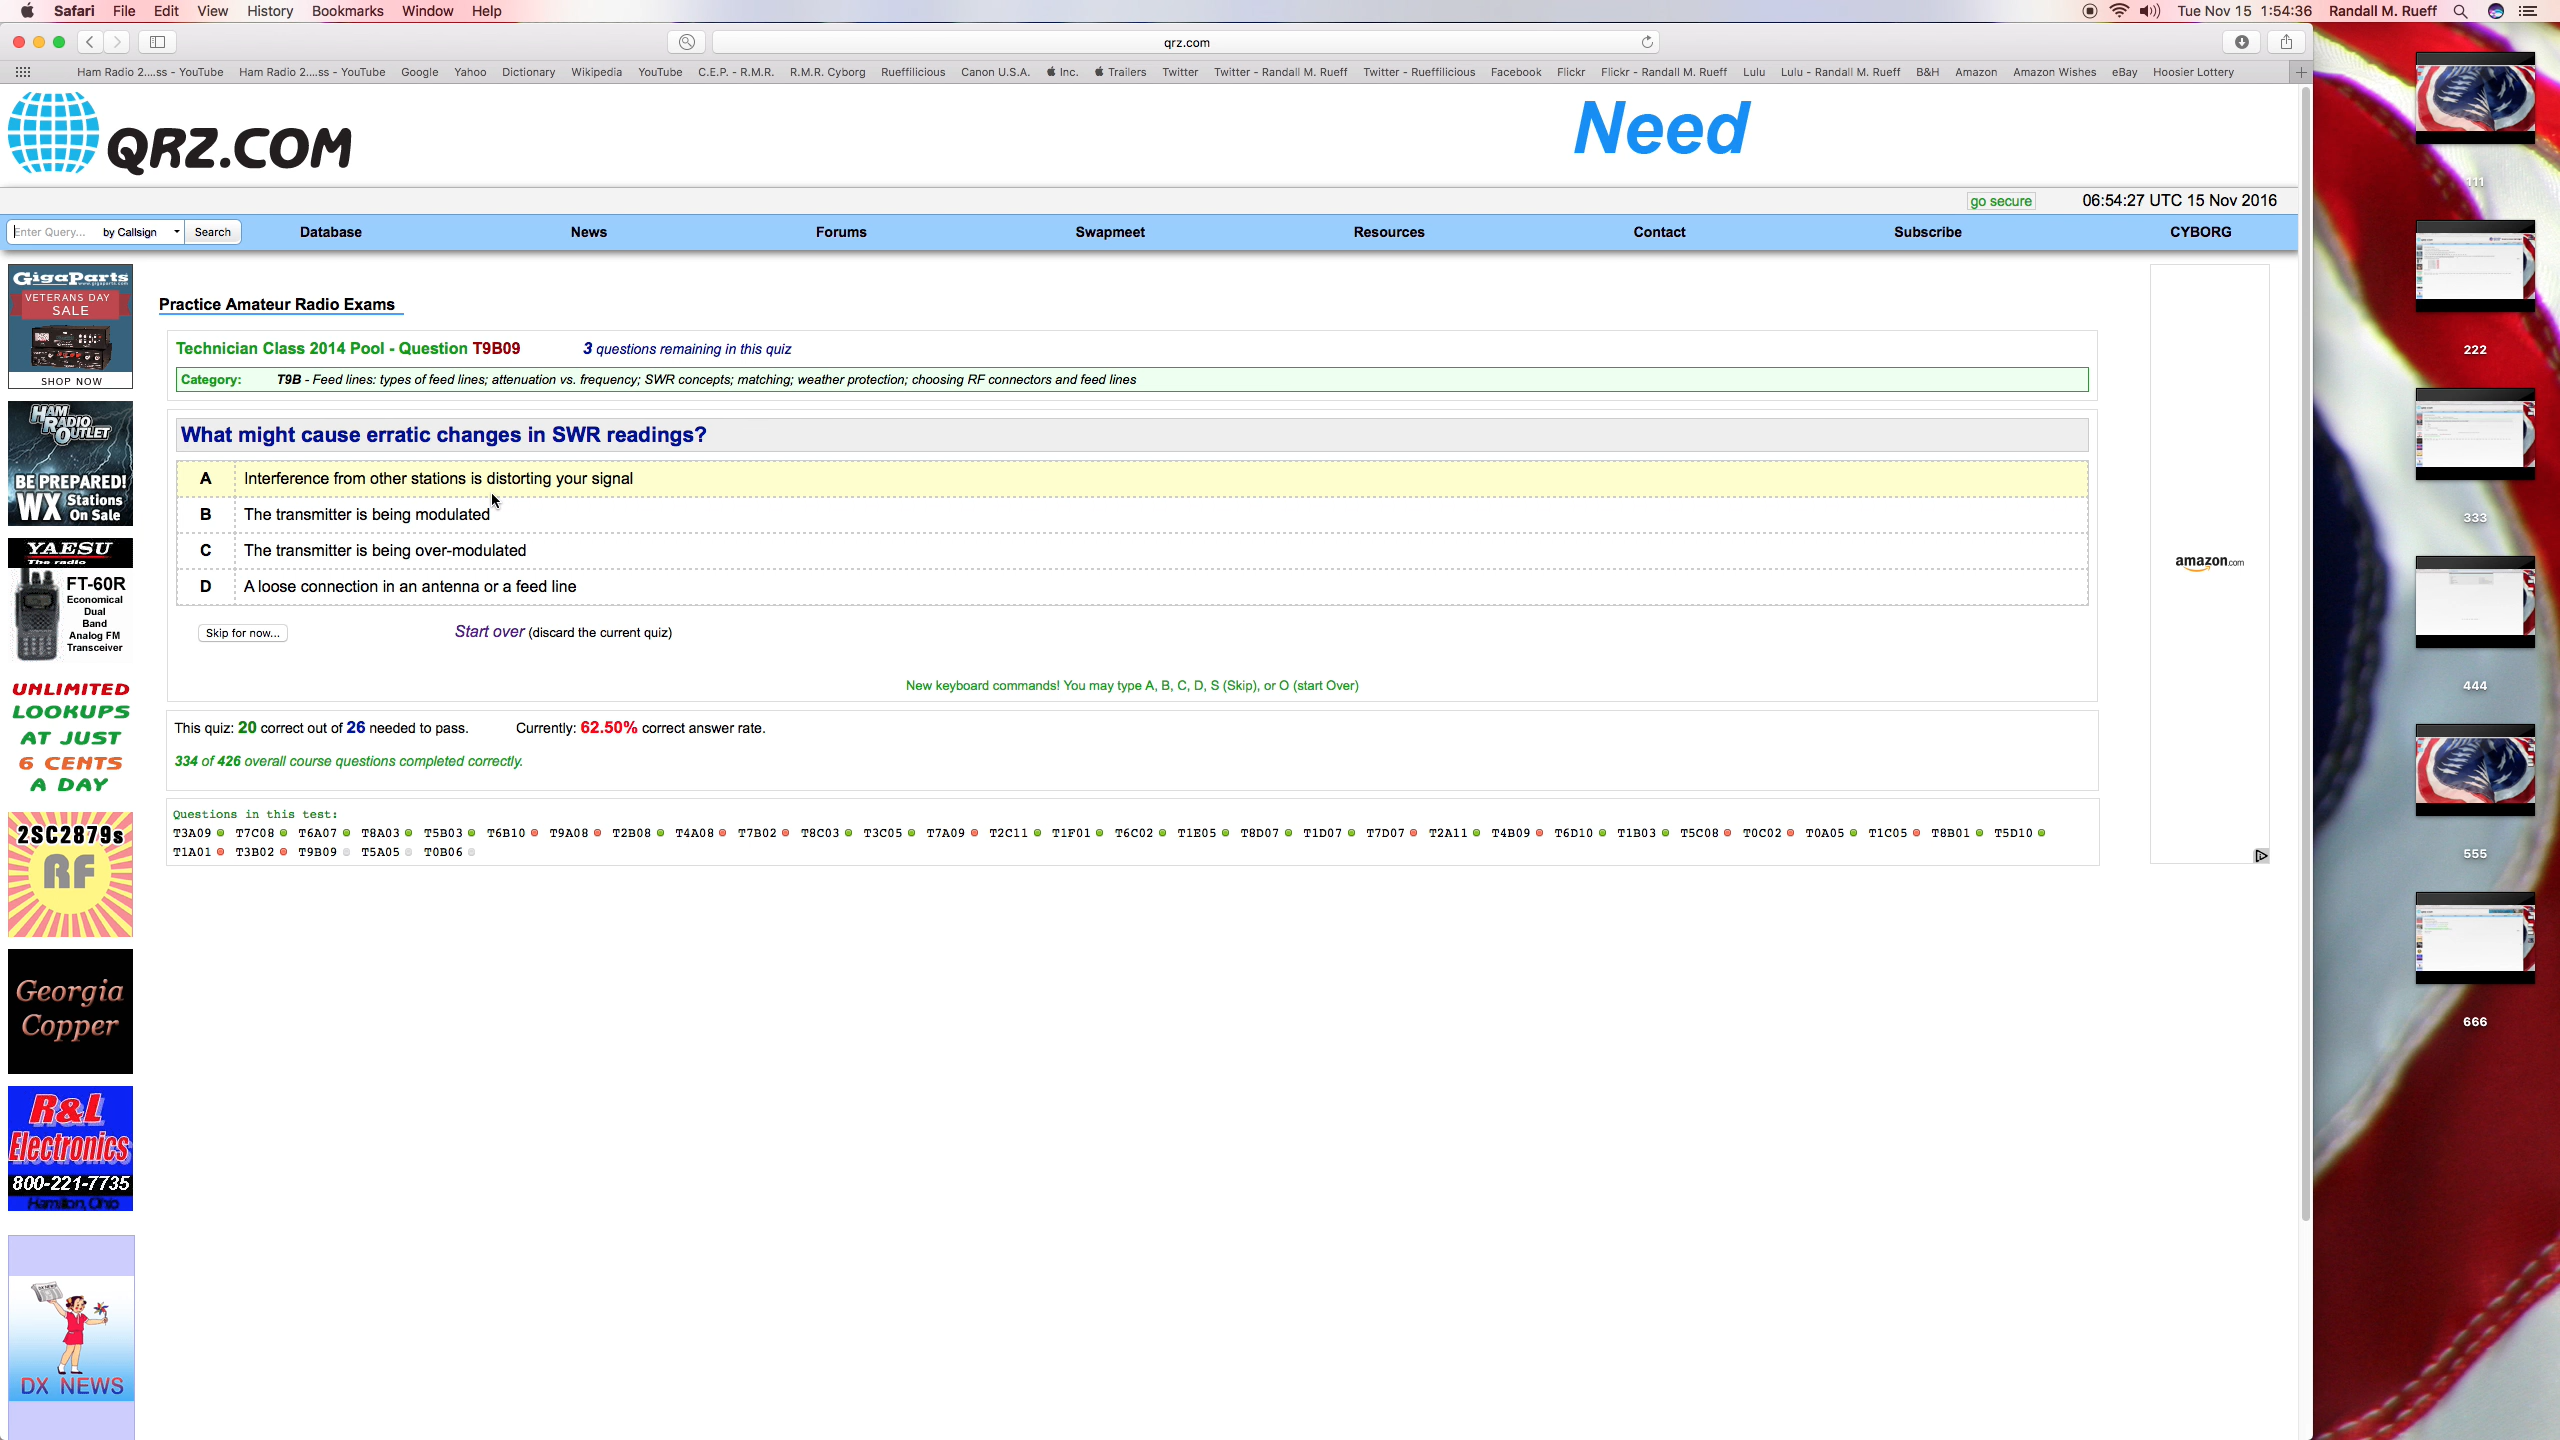 Safari File Edit View History Bookmarks Window Help Tue Nov 15 1:54:36 Randall M. Rueff
qrz.com
Ham Radio 2....ss - YouTube Ham Radio 2....ss - YouTube Google Yahoo Dictionary Wikipedia YouTube C.E.P. - R.M.R. R.M.R. Cyborg Rueffilicious Canon U.S.A. Inc. Trailers Twitter Twitter - Randall M. Rueff Twitter - Rueffilicious Facebook Flickr Flickr - Randall M. Rueff Lulu Lulu - Randall M. Rueff B&H Amazon Amazon Wishes eBay Hoosier Lottery
QRZ.COM
Need
go secure 06:54:27 UTC 15 Nov 2016
Enter Query... by Callsign Search Database News Forums Swapmeet Resources Contact Subscribe CYBORG
GigaParts
www.gigaparts.com
VETERANS DAY
SALE
SHOP NOW
HAM
RADIO
OUTLET
BE PREPARED!
WX Stations
On Sale
YAESU
The radio
FT-60R
Economical
Dual
Band
Analog FM
Transceiver
UNLIMITED
LOOKUPS
AT JUST
6 CENTS
A DAY
2SC2879s
RF
Georgia
Copper
R&L
Electronics
800-221-7735
Hamilton, Ohio
DX NEWS
Practice Amateur Radio Exams
Technician Class 2014 Pool - Question T9B09 3 questions remaining in this quiz
Category: T9B - Feed lines: types of feed lines; attenuation vs. frequency; SWR concepts; matching; weather protection; choosing RF connectors and feed lines
What might cause erratic changes in SWR readings?
A Interference from other stations is distorting your signal
B The transmitter is being modulated
C The transmitter is being over-modulated
D A loose connection in an antenna or a feed line
Skip for now... Start over (discard the current quiz)
New keyboard commands! You may type A, B, C, D, S (Skip), or O (start Over)
This quiz: 20 correct out of 26 needed to pass. Currently: 62.50% correct answer rate.
334 of 426 overall course questions completed correctly.
Questions in this test:
T3A09 T7C08 T6A07 T8A03 T5B03 T6B10 T9A08 T2B08 T4A08 T7B02 T8C03 T3C05 T7A09 T2C11 T1F01 T6C02 T1E05 T8D07 T1D07 T7D07 T2A11 T4B09 T6D10 T1B03 T5C08 T0C02 T0A05 T1C05 T8B01 T5D10
T1A01 T3B02 T9B09 T5A05 T0B06
amazon.com
111
222
333
444
555
666